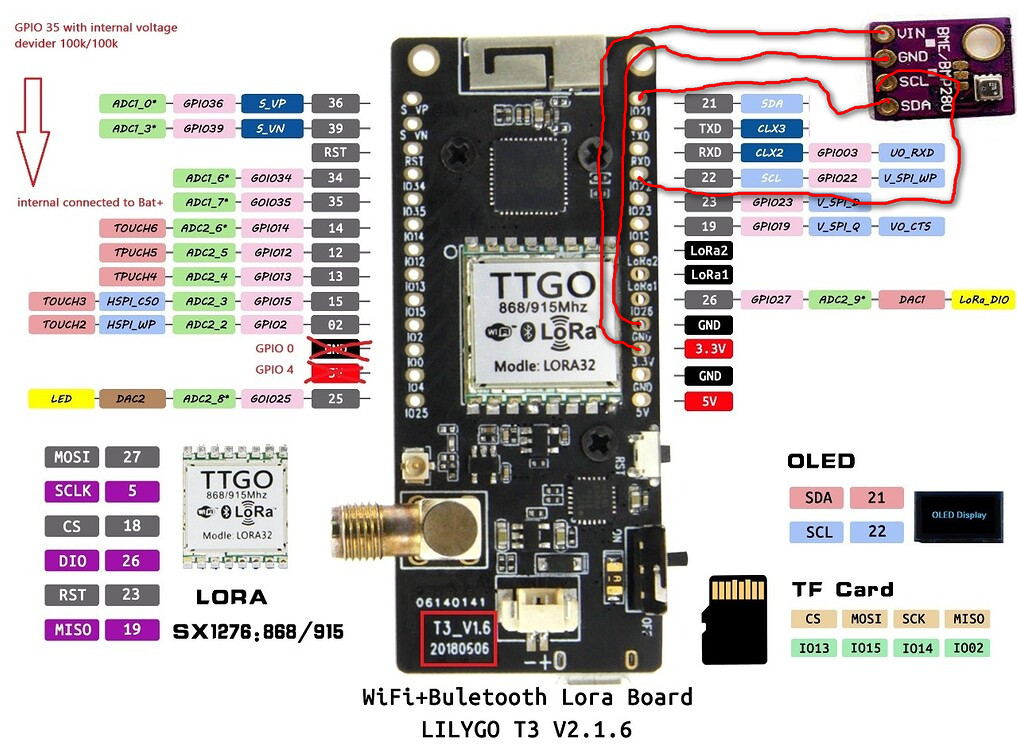 GPIO 35 with internal voltage
devider 100k/100k
internal connected to Bat+
VIN
GND
SCL
SDA
BME/BMP280
ADC1_0* GPIO36 S_VP 36
ADC1_3* GPIO39 S_VN 39
RST
ADC1_6* GOIO34 34
ADC1_7* GOIO35 35
TOUCH6 ADC2_6* GPIO14 14
TPUCH5 ADC2_5 GPIO12 12
TPUCH4 ADC2_4 GPIO13 13
TOUCH3 HSPI_CSO ADC2_3 GPIO15 15
TOUCH2 HSPI_WP ADC2_2 GPIO2 02
GPIO 0 GND
GPIO 4 5V
LED DAC2 ADC2_8* GOIO25 25
S_VP
S_VN
RST
IO34
IO35
IO14
IO12
IO13
IO15
IO2
IO0
IO4
IO25
IO21
TXD
RXD
IO22
IO23
IO19
LoRa2
LoRa1
IO26
GND
3.3V
GND
5V
21 SDA
TXD CLX3
RXD CLX2 GPIO03 UO_RXD
22 SCL GPIO22 V_SPI_WP
23 GPIO23 V_SPI_D
19 GPIO19 V_SPI_Q VO_CTS
LoRa2
LoRa1
26 GPIO27 ADC2_9* DAC1 LoRa_DIO
GND
3.3V
GND
5V
TTGO
868/915Mhz
WiFi LoRa
Modle: LORA32
RST
ON
OFF
06140141
T3_V1.6
20180506
-+
MOSI 27
SCLK 5
CS 18
DIO 26
RST 23
MISO 19
TTGO
868/915Mhz
WiFi LoRa
Modle: LORA32
LORA
SX1276:868/915
OLED
SDA 21
SCL 22
OLED Display
TF Card
CS MOSI SCK MISO
IO13 IO15 IO14 IO02
WiFi+Buletooth Lora Board
LILYGO T3 V2.1.6